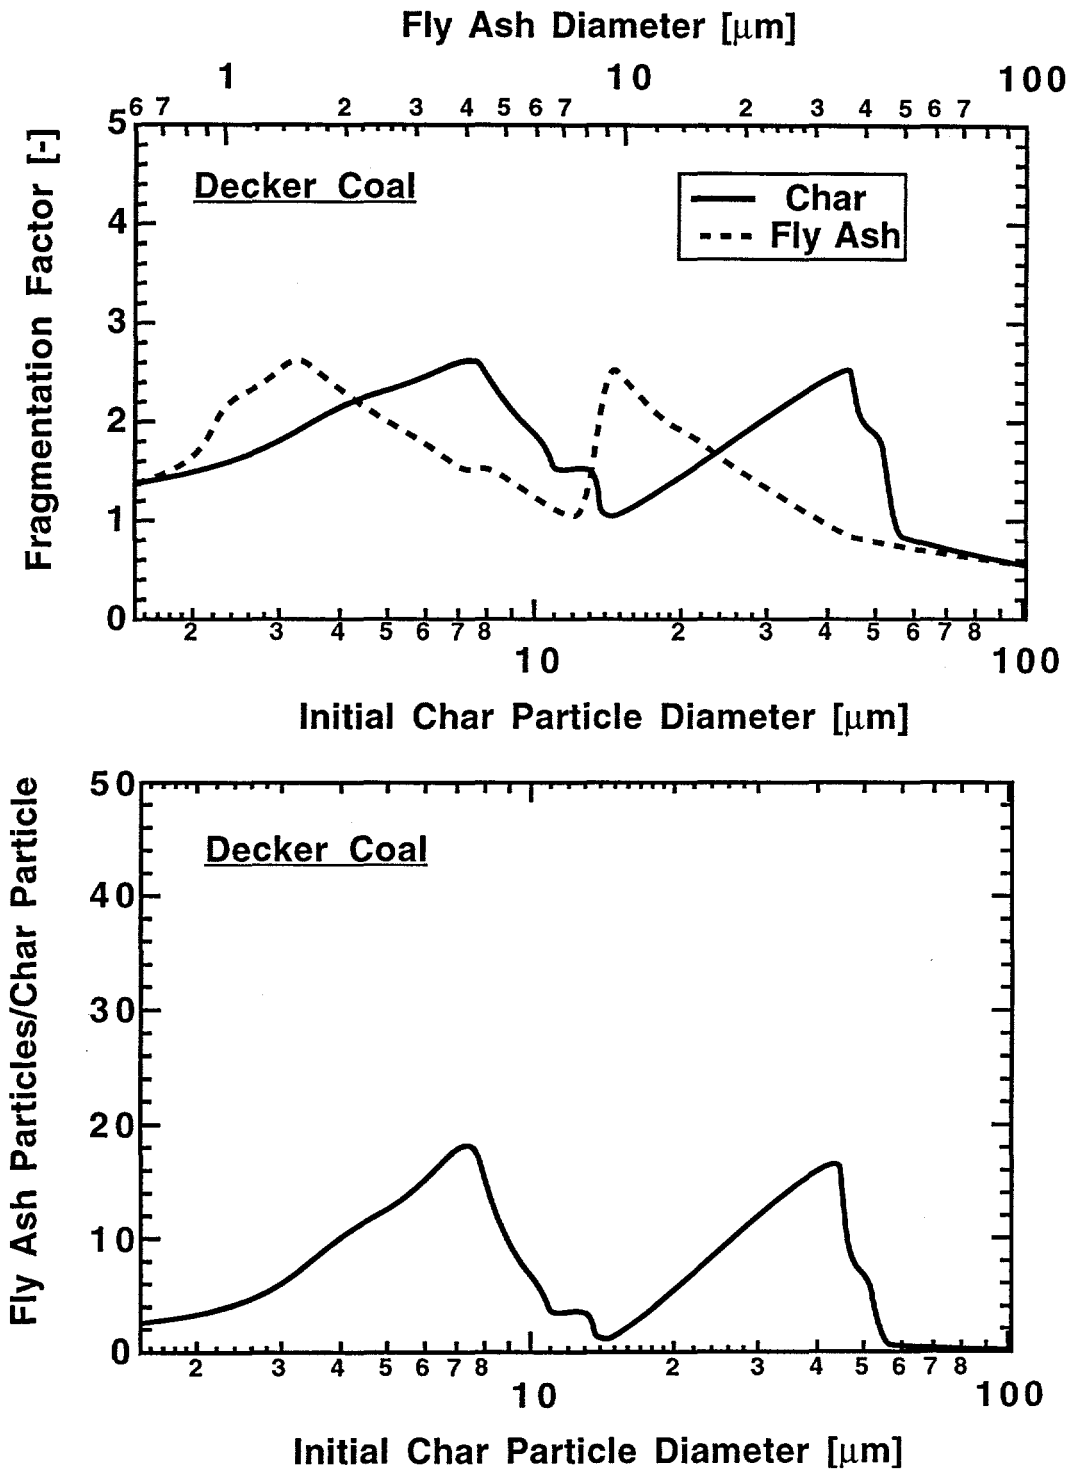 Fly Ash Diameter [μm]
1 10 100
6 7 2 3 4 5 6 7 2 3 4 5 6 7
5
4
3
2
1
0
Fragmentation Factor [-]
Decker Coal
Char
Fly Ash
2 3 4 5 6 7 8 2 3 4 5 6 7 8
10 100
Initial Char Particle Diameter [μm]
50
40
30
20
10
0
Fly Ash Particles/Char Particle
Decker Coal
2 3 4 5 6 7 8 2 3 4 5 6 7 8
10 100
Initial Char Particle Diameter [μm]